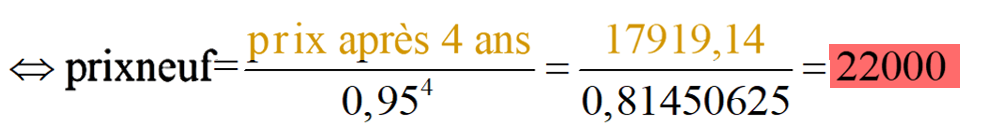 ⇔ prixneuf = prix après 4 ans / 0,95⁴ = 17919,14 / 0,81450625 = 22000